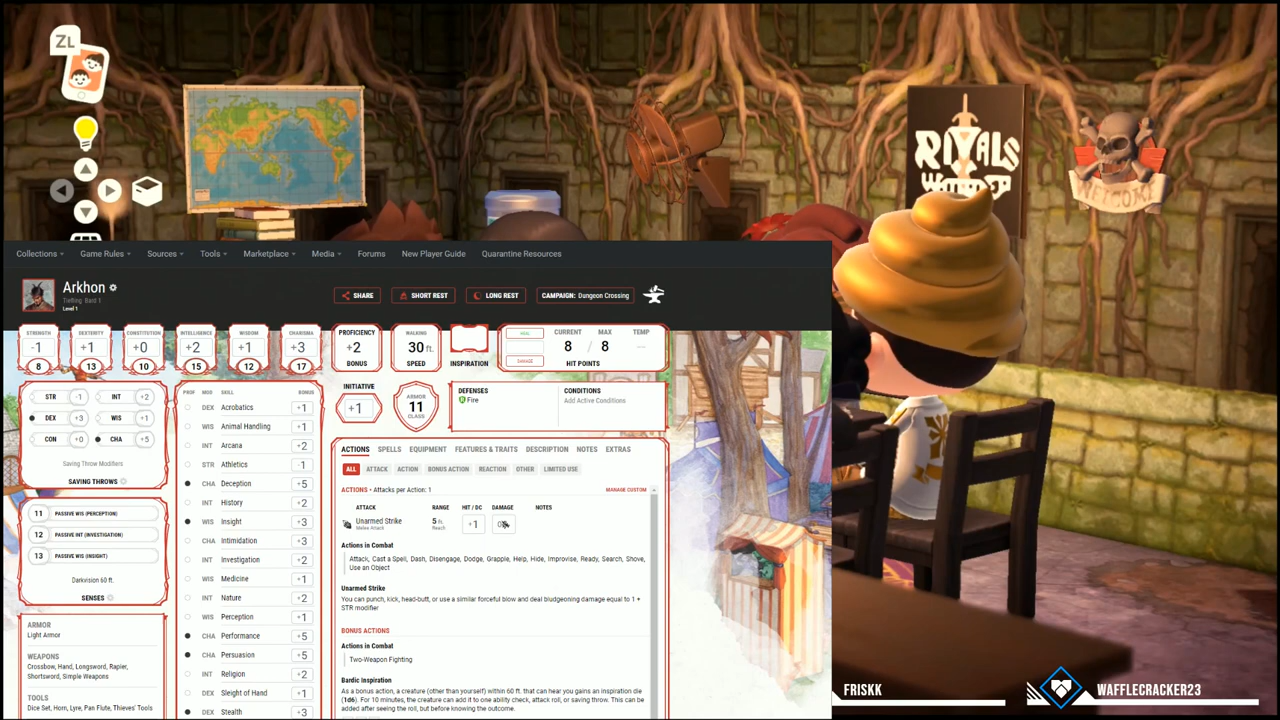 ZL
RIVALS
WELCOME
Collections Game Rules Sources Tools Marketplace Media Forums New Player Guide Quarantine Resources
Arkhon
Tiefling Bard 1
Level 1
SHARE SHORT REST LONG REST CAMPAIGN: Dungeon Crossing
STRENGTH DEXTERITY CONSTITUTION INTELLIGENCE WISDOM CHARISMA
-1 +1 +0 +2 +1 +3
8 13 10 15 12 17
PROFICIENCY
+2
BONUS
WALKING
30 ft.
SPEED
INSPIRATION
HEAL
DAMAGE
CURRENT MAX TEMP
8 / 8 --
HIT POINTS
STR -1 INT +2
DEX +3 WIS +1
CON +0 CHA +5
Saving Throw Modifiers
SAVING THROWS
11 PASSIVE WIS (PERCEPTION)
12 PASSIVE INT (INVESTIGATION)
13 PASSIVE WIS (INSIGHT)
Darkvision 60 ft.
SENSES
ARMOR
Light Armor
WEAPONS
Crossbow, Hand, Longsword, Rapier,
Shortsword, Simple Weapons
TOOLS
Dice Set, Horn, Lyre, Pan Flute, Thieves' Tools
PROF MOD SKILL BONUS
DEX Acrobatics +1
WIS Animal Handling +1
INT Arcana +2
STR Athletics -1
CHA Deception +5
INT History +2
WIS Insight +3
CHA Intimidation +3
INT Investigation +2
WIS Medicine +1
INT Nature +2
WIS Perception +1
CHA Performance +5
CHA Persuasion +5
INT Religion +2
DEX Sleight of Hand +1
DEX Stealth +3
INITIATIVE
+1
ARMOR
11
CLASS
DEFENSES
Fire
CONDITIONS
Add Active Conditions
ACTIONS SPELLS EQUIPMENT FEATURES & TRAITS DESCRIPTION NOTES EXTRAS
ALL ATTACK ACTION BONUS ACTION REACTION OTHER LIMITED USE
ACTIONS • Attacks per Action: 1 MANAGE CUSTOM
ATTACK RANGE HIT / DC DAMAGE NOTES
Unarmed Strike 5 ft. +1 0
Melee Attack Reach
Actions in Combat
Attack, Cast a Spell, Dash, Disengage, Dodge, Grapple, Help, Hide, Improvise, Ready, Search, Shove,
Use an Object
Unarmed Strike
You can punch, kick, head-butt, or use a similar forceful blow and deal bludgeoning damage equal to 1 +
STR modifier
BONUS ACTIONS
Actions in Combat
Two-Weapon Fighting
Bardic Inspiration
As a bonus action, a creature (other than yourself) within 60 ft. that can hear you gains an inspiration die
(1d6). For 10 minutes, the creature can add it to one ability check, attack roll, or saving throw. This can be
added after seeing the roll, but before knowing the outcome.
FRISKK
WAFFLECRACKER23